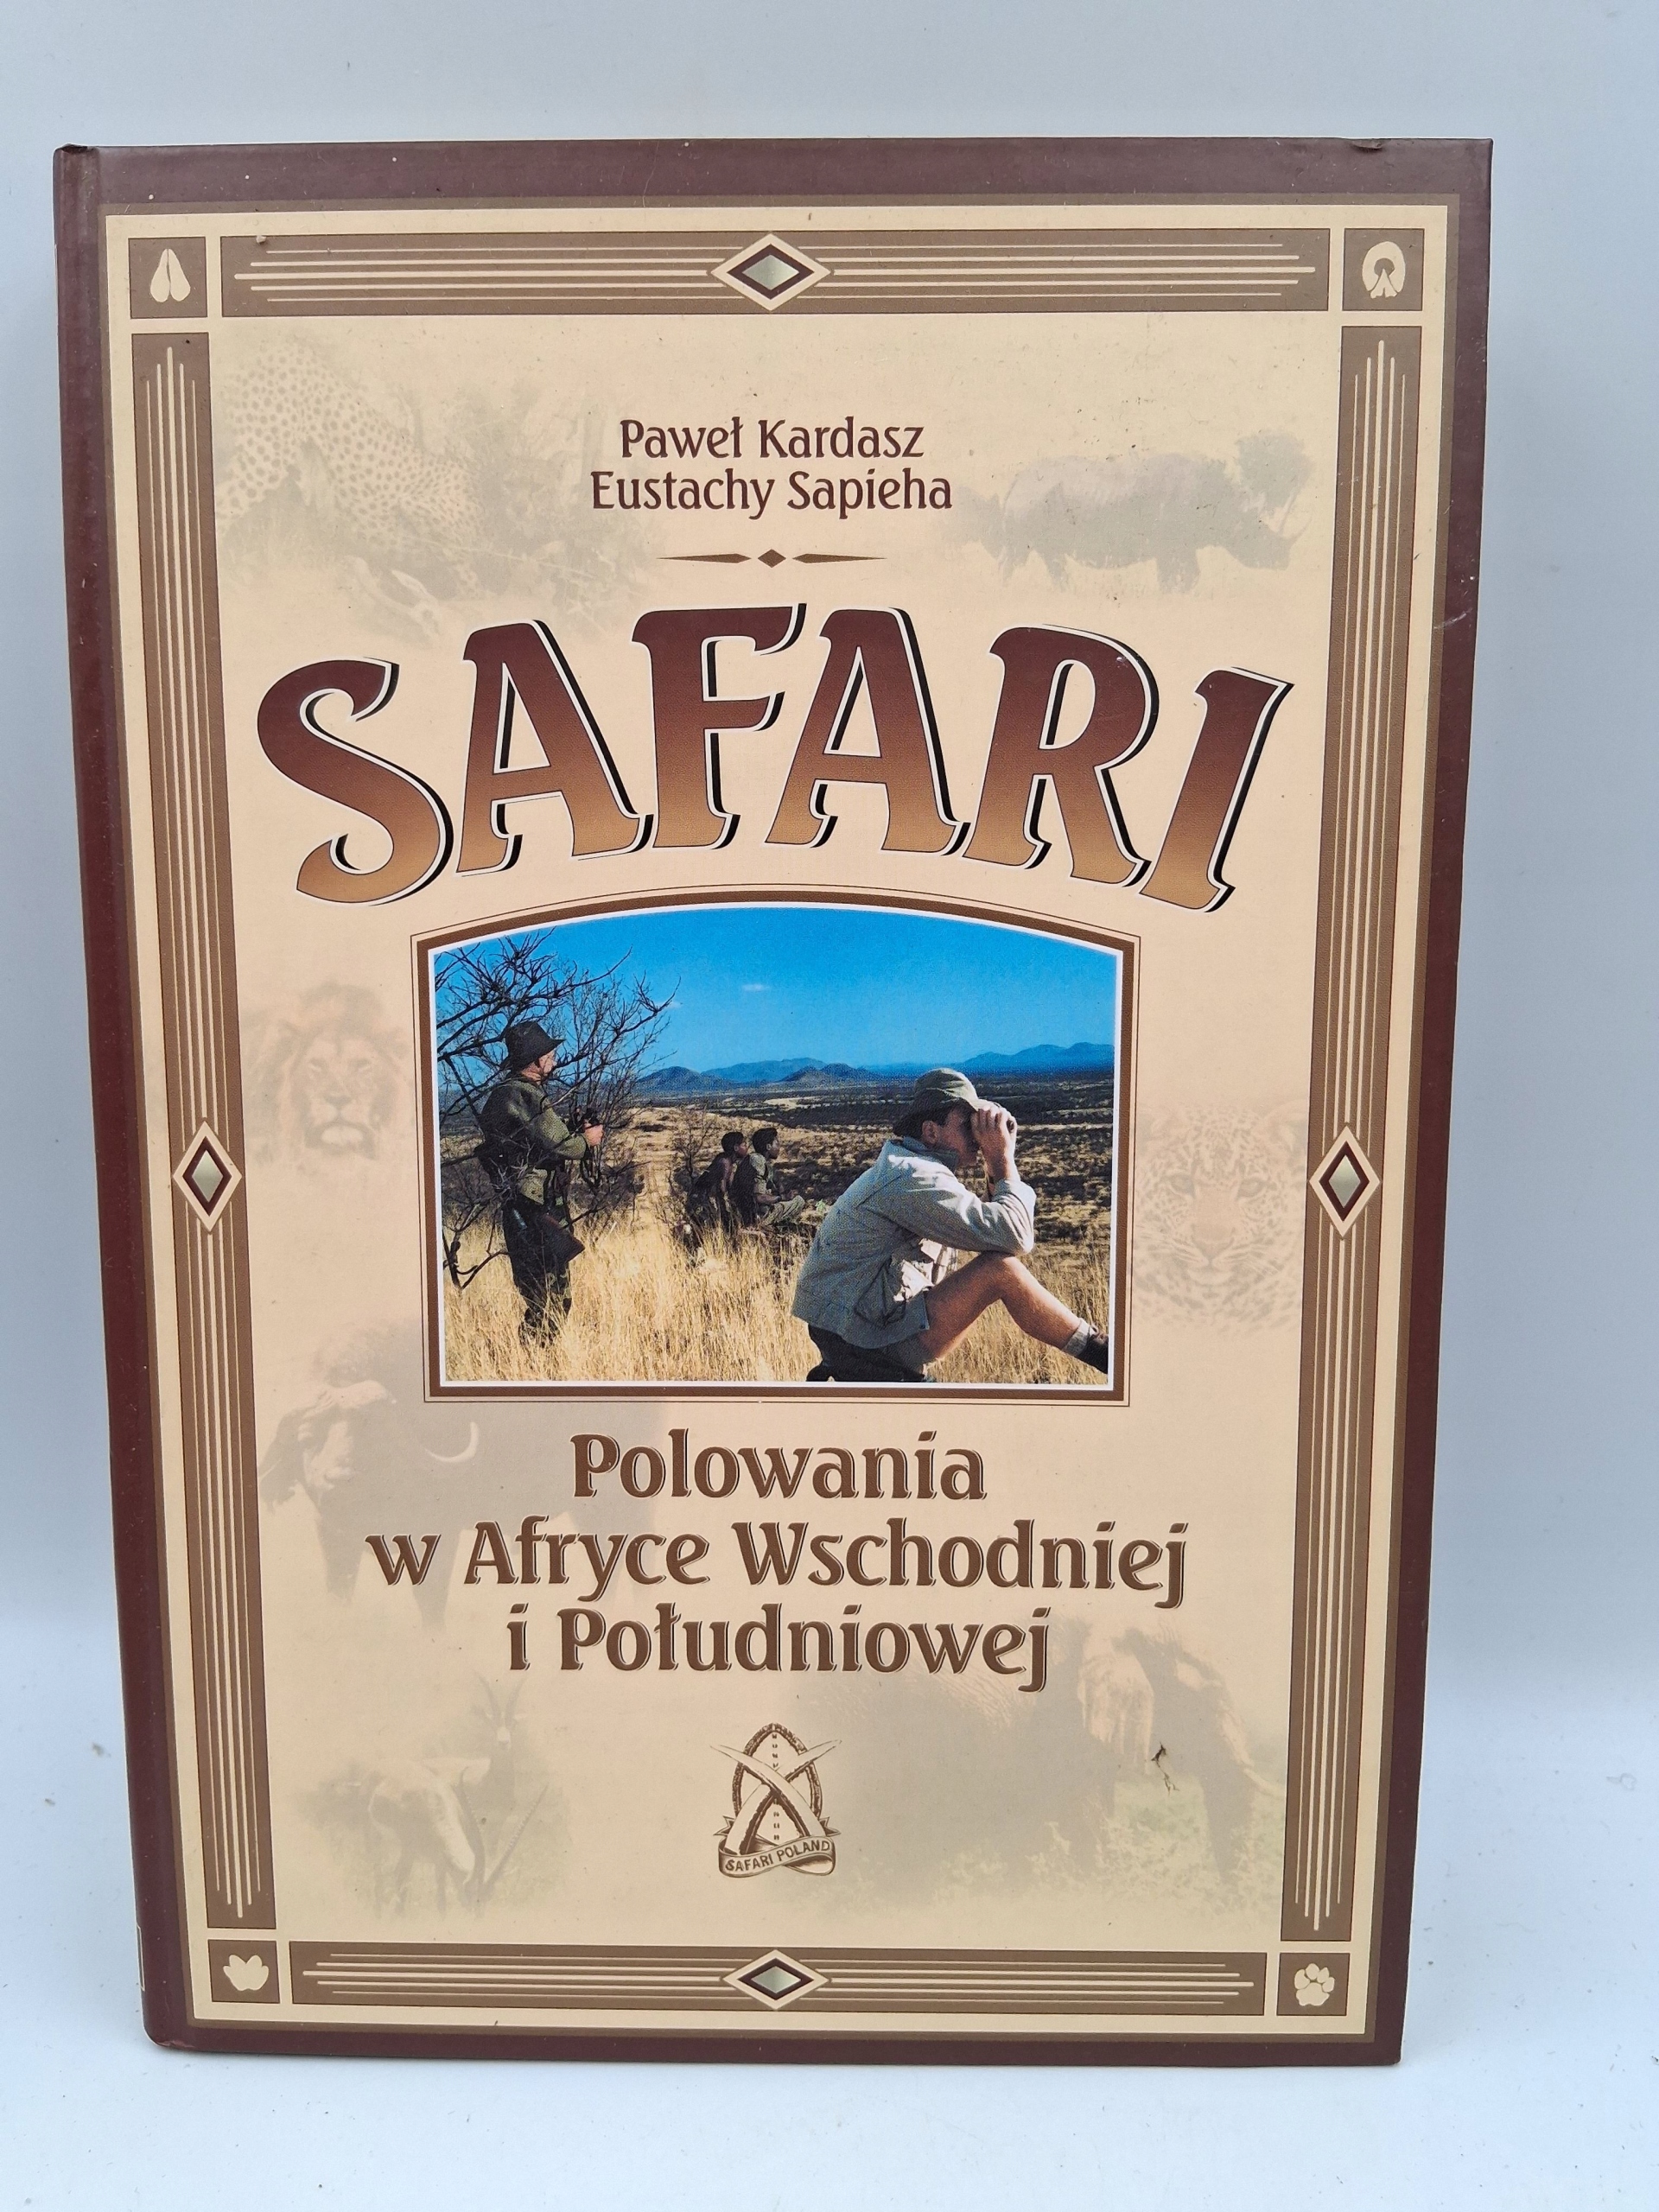 Paweł Kardasz
Eustachy Sapieha
SAFARI
Polowania
w Afryce Wschodniej
i Południowej
SAFARI POLAND